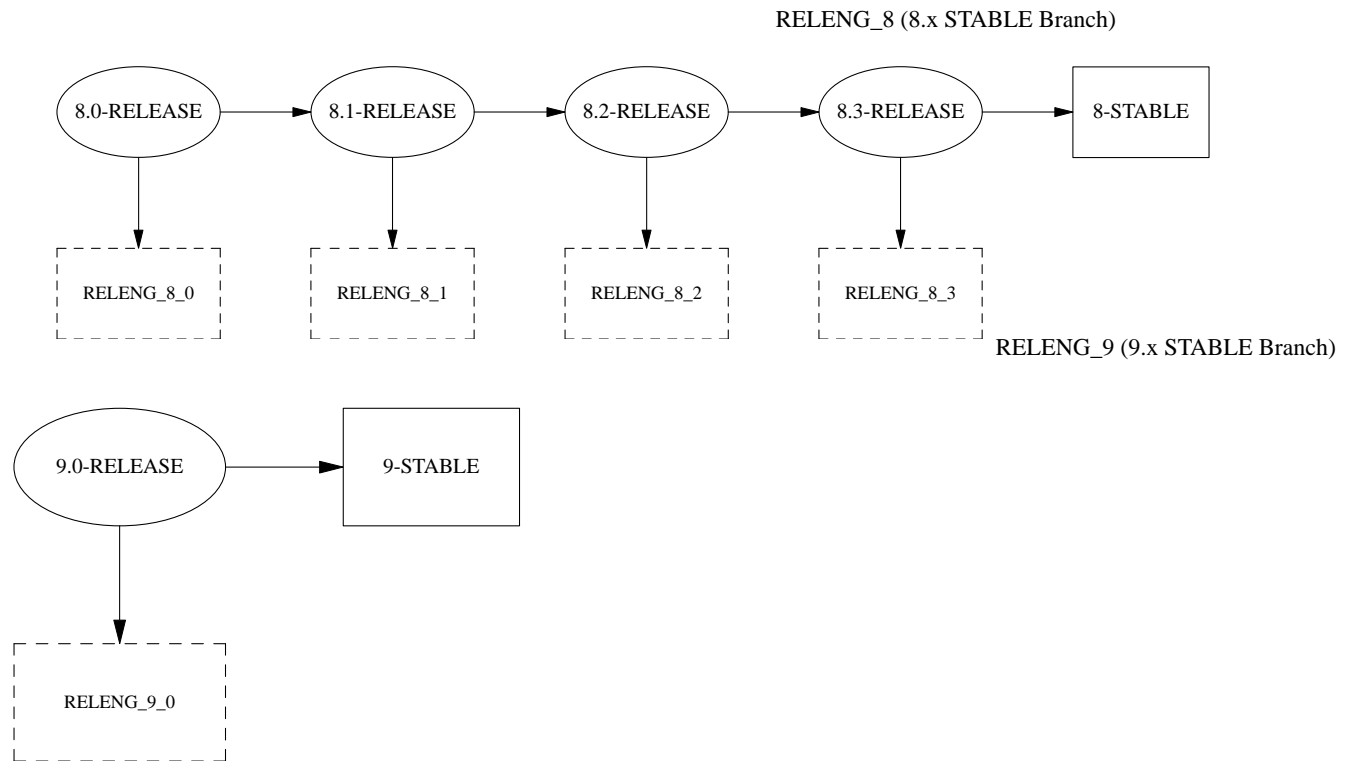 RELENG_8 (8.x STABLE Branch)
8.0-RELEASE
8.1-RELEASE
8.2-RELEASE
8.3-RELEASE
8-STABLE
RELENG_8_0
RELENG_8_1
RELENG_8_2
RELENG_8_3
RELENG_9 (9.x STABLE Branch)
9.0-RELEASE
9-STABLE
RELENG_9_0